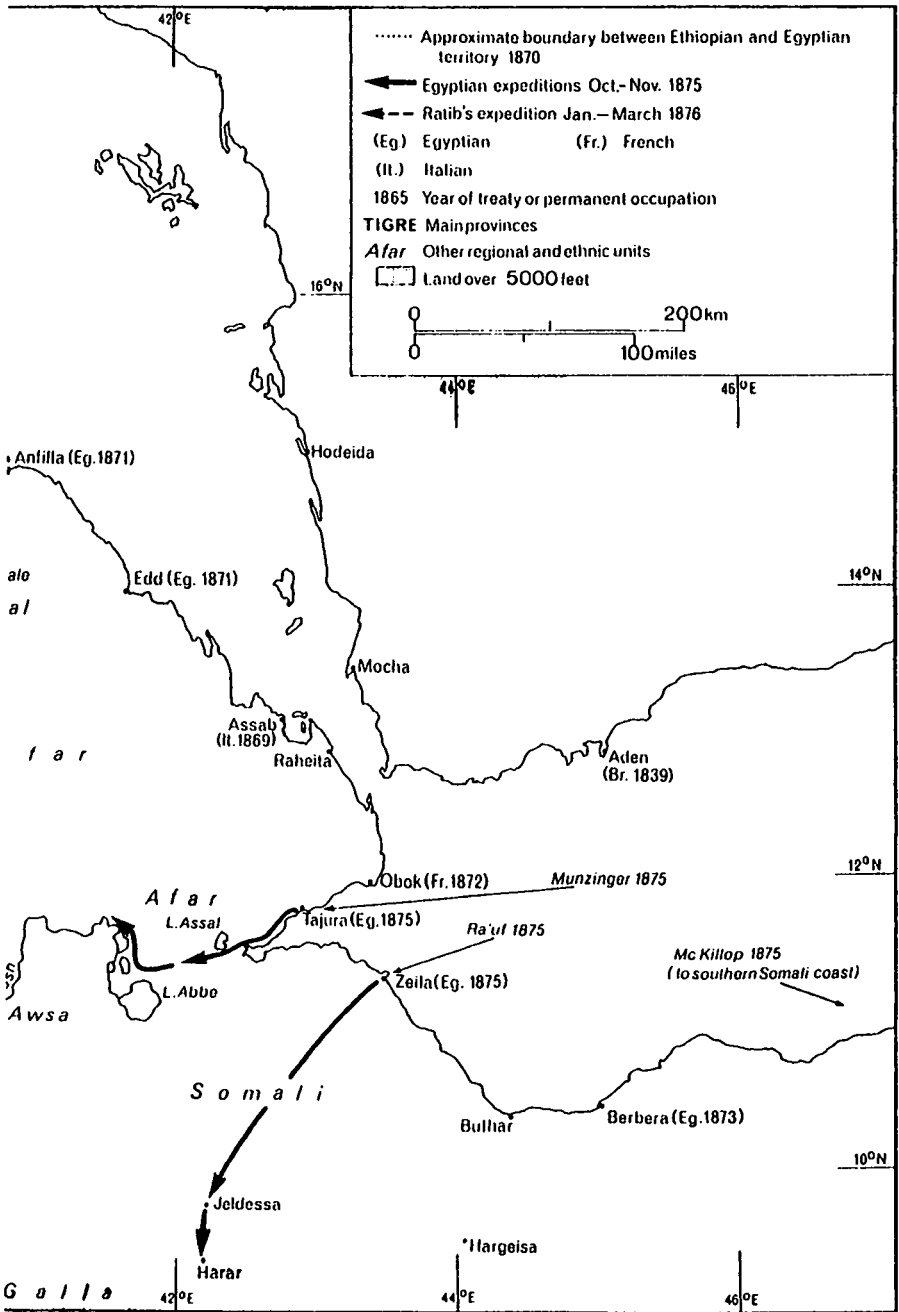 42°E
Approximate boundary between Ethiopian and Egyptian
territory 1870
Egyptian expeditions Oct.-Nov. 1875
Ratib's expedition Jan.–March 1876
(Eg) Egyptian (Fr.) French
(It.) Italian
1865 Year of treaty or permanent occupation
TIGRE Main provinces
Afar Other regional and ethnic units
Land over 5000 feet
0 200km
0 100miles
16°N
44°E 46°E
Hodeida
Anfilla (Eg. 1871)
Edd (Eg. 1871)
14°N
ale
al
Mocha
Assab
(It. 1869)
Raheita
far
Aden
(Br. 1839)
12°N
Obok (Fr. 1872)
Munzinger 1875
Afar
L. Assal
Tajura (Eg. 1875)
Ra'uf 1875
Mc Killop 1875
(to southern Somali coast)
Zeila (Eg. 1875)
L. Abbe
Awsa
Somali
Bulhar
Berbera (Eg. 1873)
10°N
Jeldessa
Hargeisa
Harar
Galla
42°E 44°E 46°E